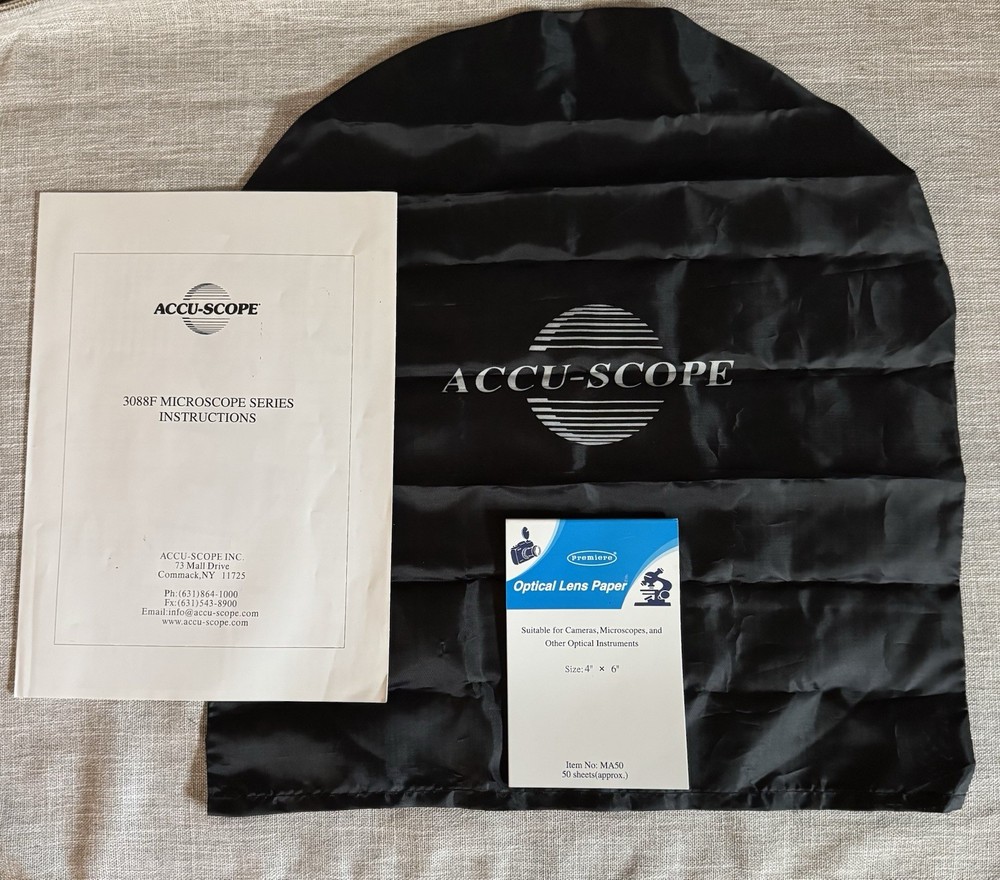 ACCU-SCOPE
3088F MICROSCOPE SERIES
INSTRUCTIONS
ACCU-SCOPE INC.
73 Mall Drive
Commack,NY 11725
Ph:(631)864-1000
Fx:(631)543-8900
Email:info@accu-scope.com
www.accu-scope.com
ACCU-SCOPE
Premiere
Optical Lens Paper
Suitable for Cameras, Microscopes, and
Other Optical Instruments
Size: 4" × 6"
Item No: MA50
50 sheets(approx.)